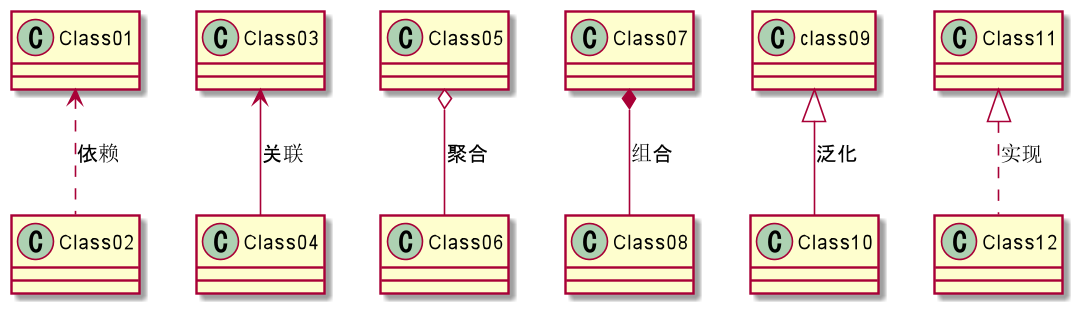 C Class01
C Class03
C Class05
C Class07
C class09
C Class11
依赖
关联
聚合
组合
泛化
实现
C Class02
C Class04
C Class06
C Class08
C Class10
C Class12